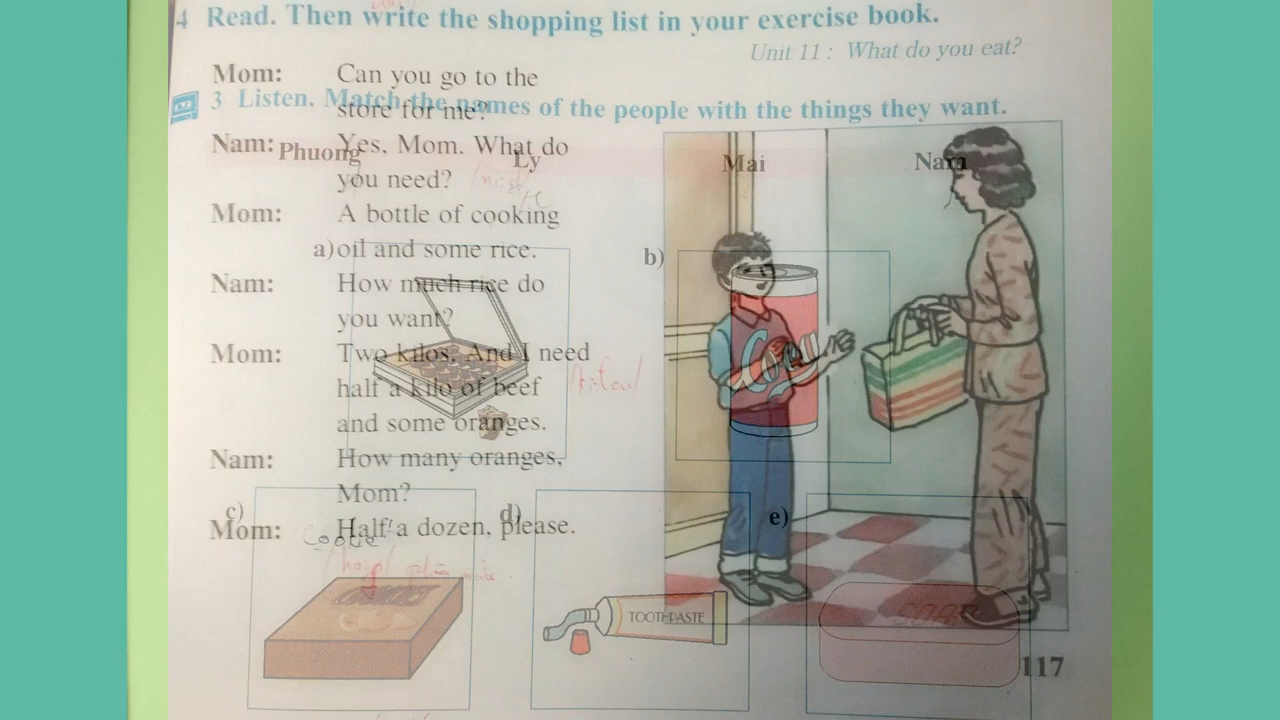 4 Read. Then write the shopping list in your exercise book.
Unit 11 : What do you eat?
Mom: Can you go to the
store for me?
3 Listen. Match the names of the people with the things they want.
Nam: Yes, Mom. What do
you need?
Phuong Ly Mai Nam
Mom: A bottle of cooking
oil and some rice.
a)
b)
Nam: How much rice do
you want?
Mom: Two kilos. And I need
half a kilo of beef
and some oranges.
Nam: How many oranges,
Mom?
Mom: Half a dozen, please.
c)
d)
e)
Cookie
TOOTHPASTE
SOAP
117